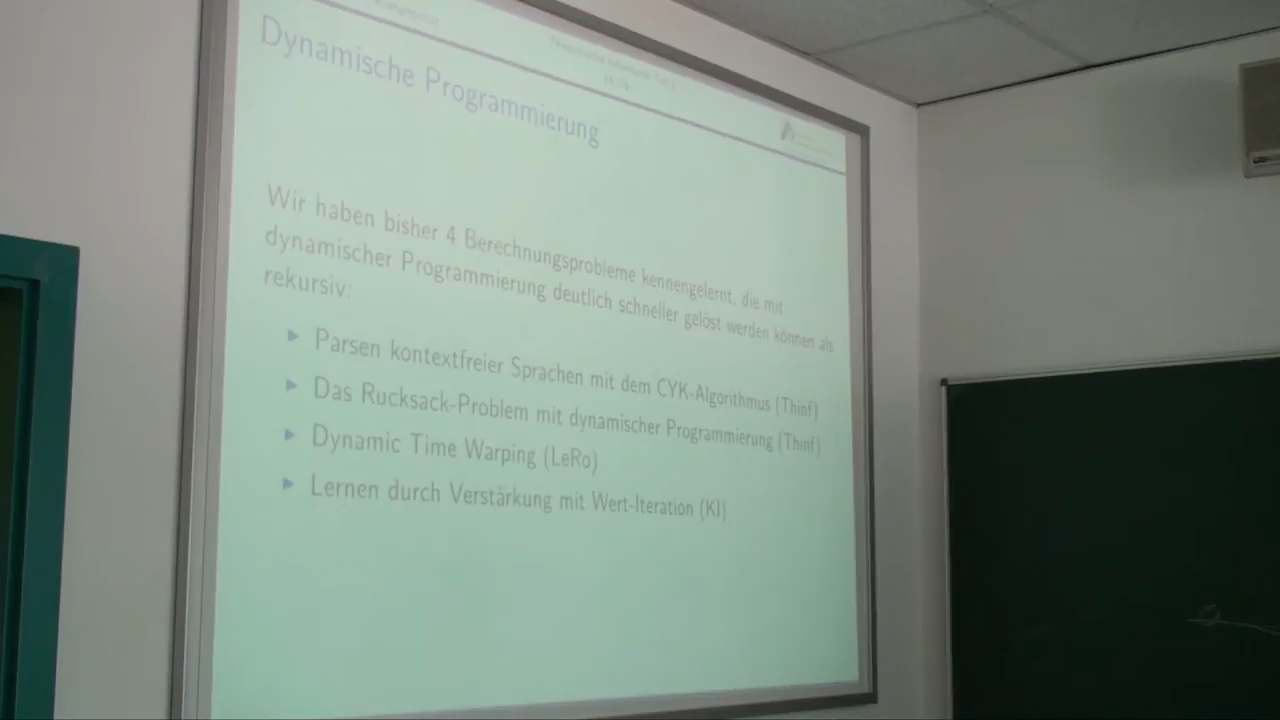 Dynamische Programmierung
Wir haben bisher 4 Berechnungsprobleme kennengelernt, die mit
dynamischer Programmierung deutlich schneller gelöst werden können als
rekursiv:
Parsen kontextfreier Sprachen mit dem CYK-Algorithmus (Thinf)
Das Rucksack-Problem mit dynamischer Programmierung (Thinf)
Dynamic Time Warping (LeRo)
Lernen durch Verstärkung mit Wert-Iteration (KI)